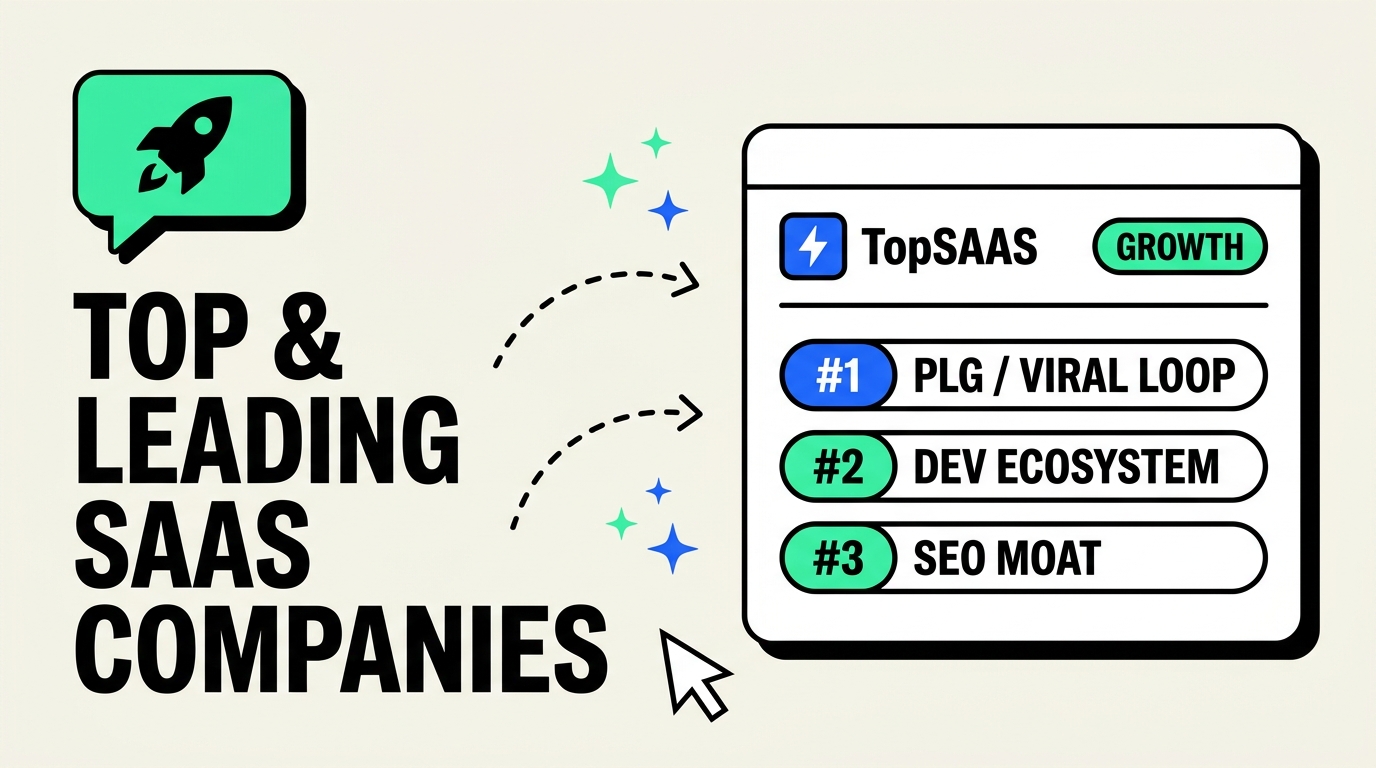 TOP &
LEADING
SAAS
COMPANIES
TopSAAS
GROWTH
#1 PLG / VIRAL LOOP
#2 DEV ECOSYSTEM
#3 SEO MOAT